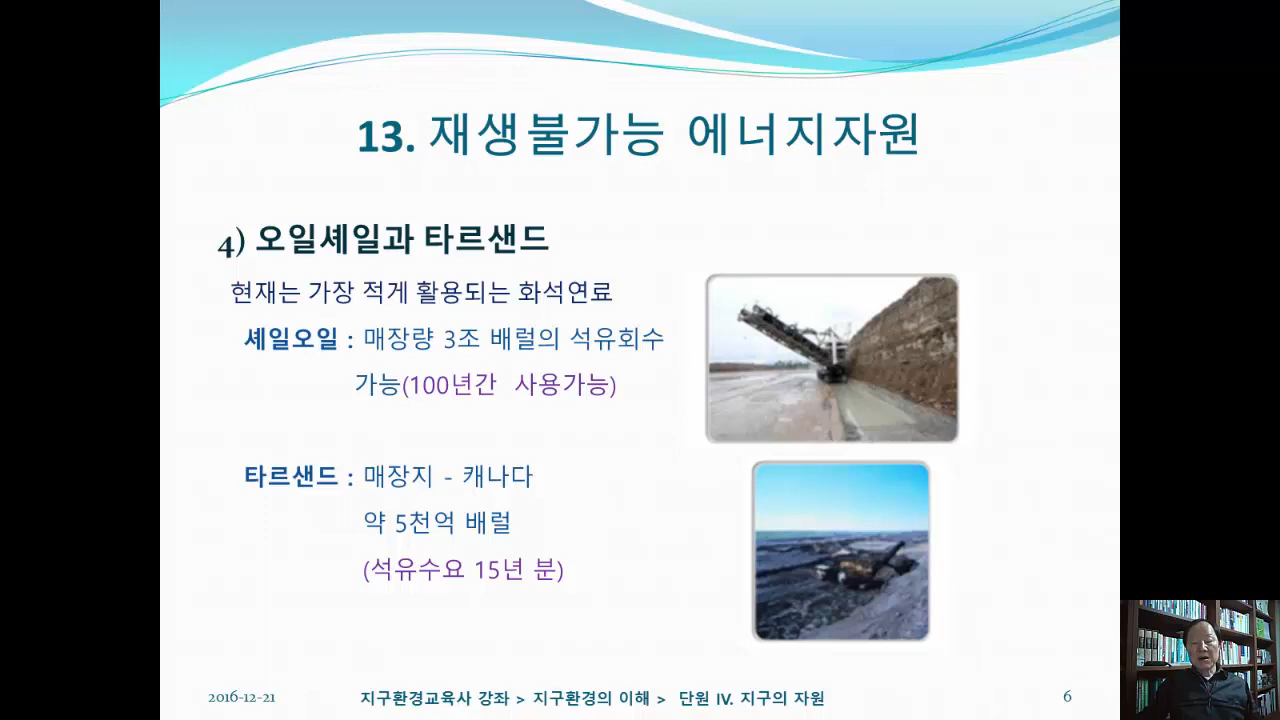 13. 재생불가능 에너지자원
4) 오일셰일과 타르샌드
현재는 가장 적게 활용되는 화석연료
셰일오일 : 매장량 3조 배럴의 석유회수
가능(100년간 사용가능)
타르샌드 : 매장지 - 캐나다
약 5천억 배럴
(석유수요 15년 분)
2016-12-21
지구환경교육사 강좌 > 지구환경의 이해 > 단원 IV. 지구의 자원
6